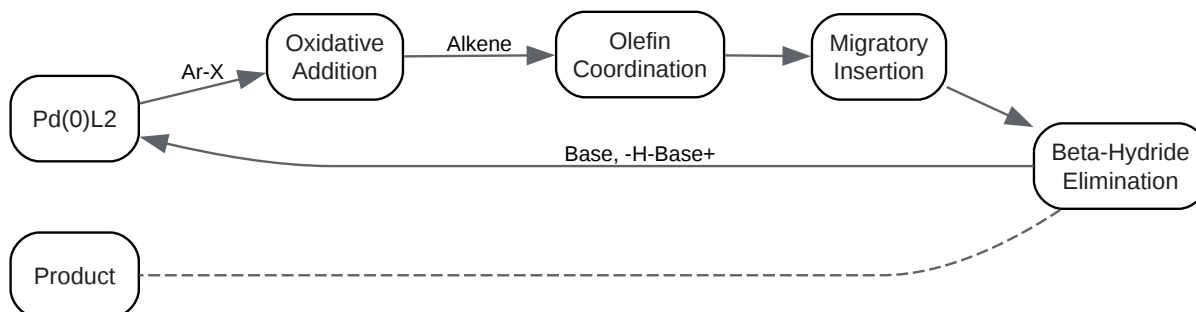 Pd(0)L2
Ar-X
Oxidative
Addition
Alkene
Olefin
Coordination
Migratory
Insertion
Beta-Hydride
Elimination
Base, -H-Base+
Product